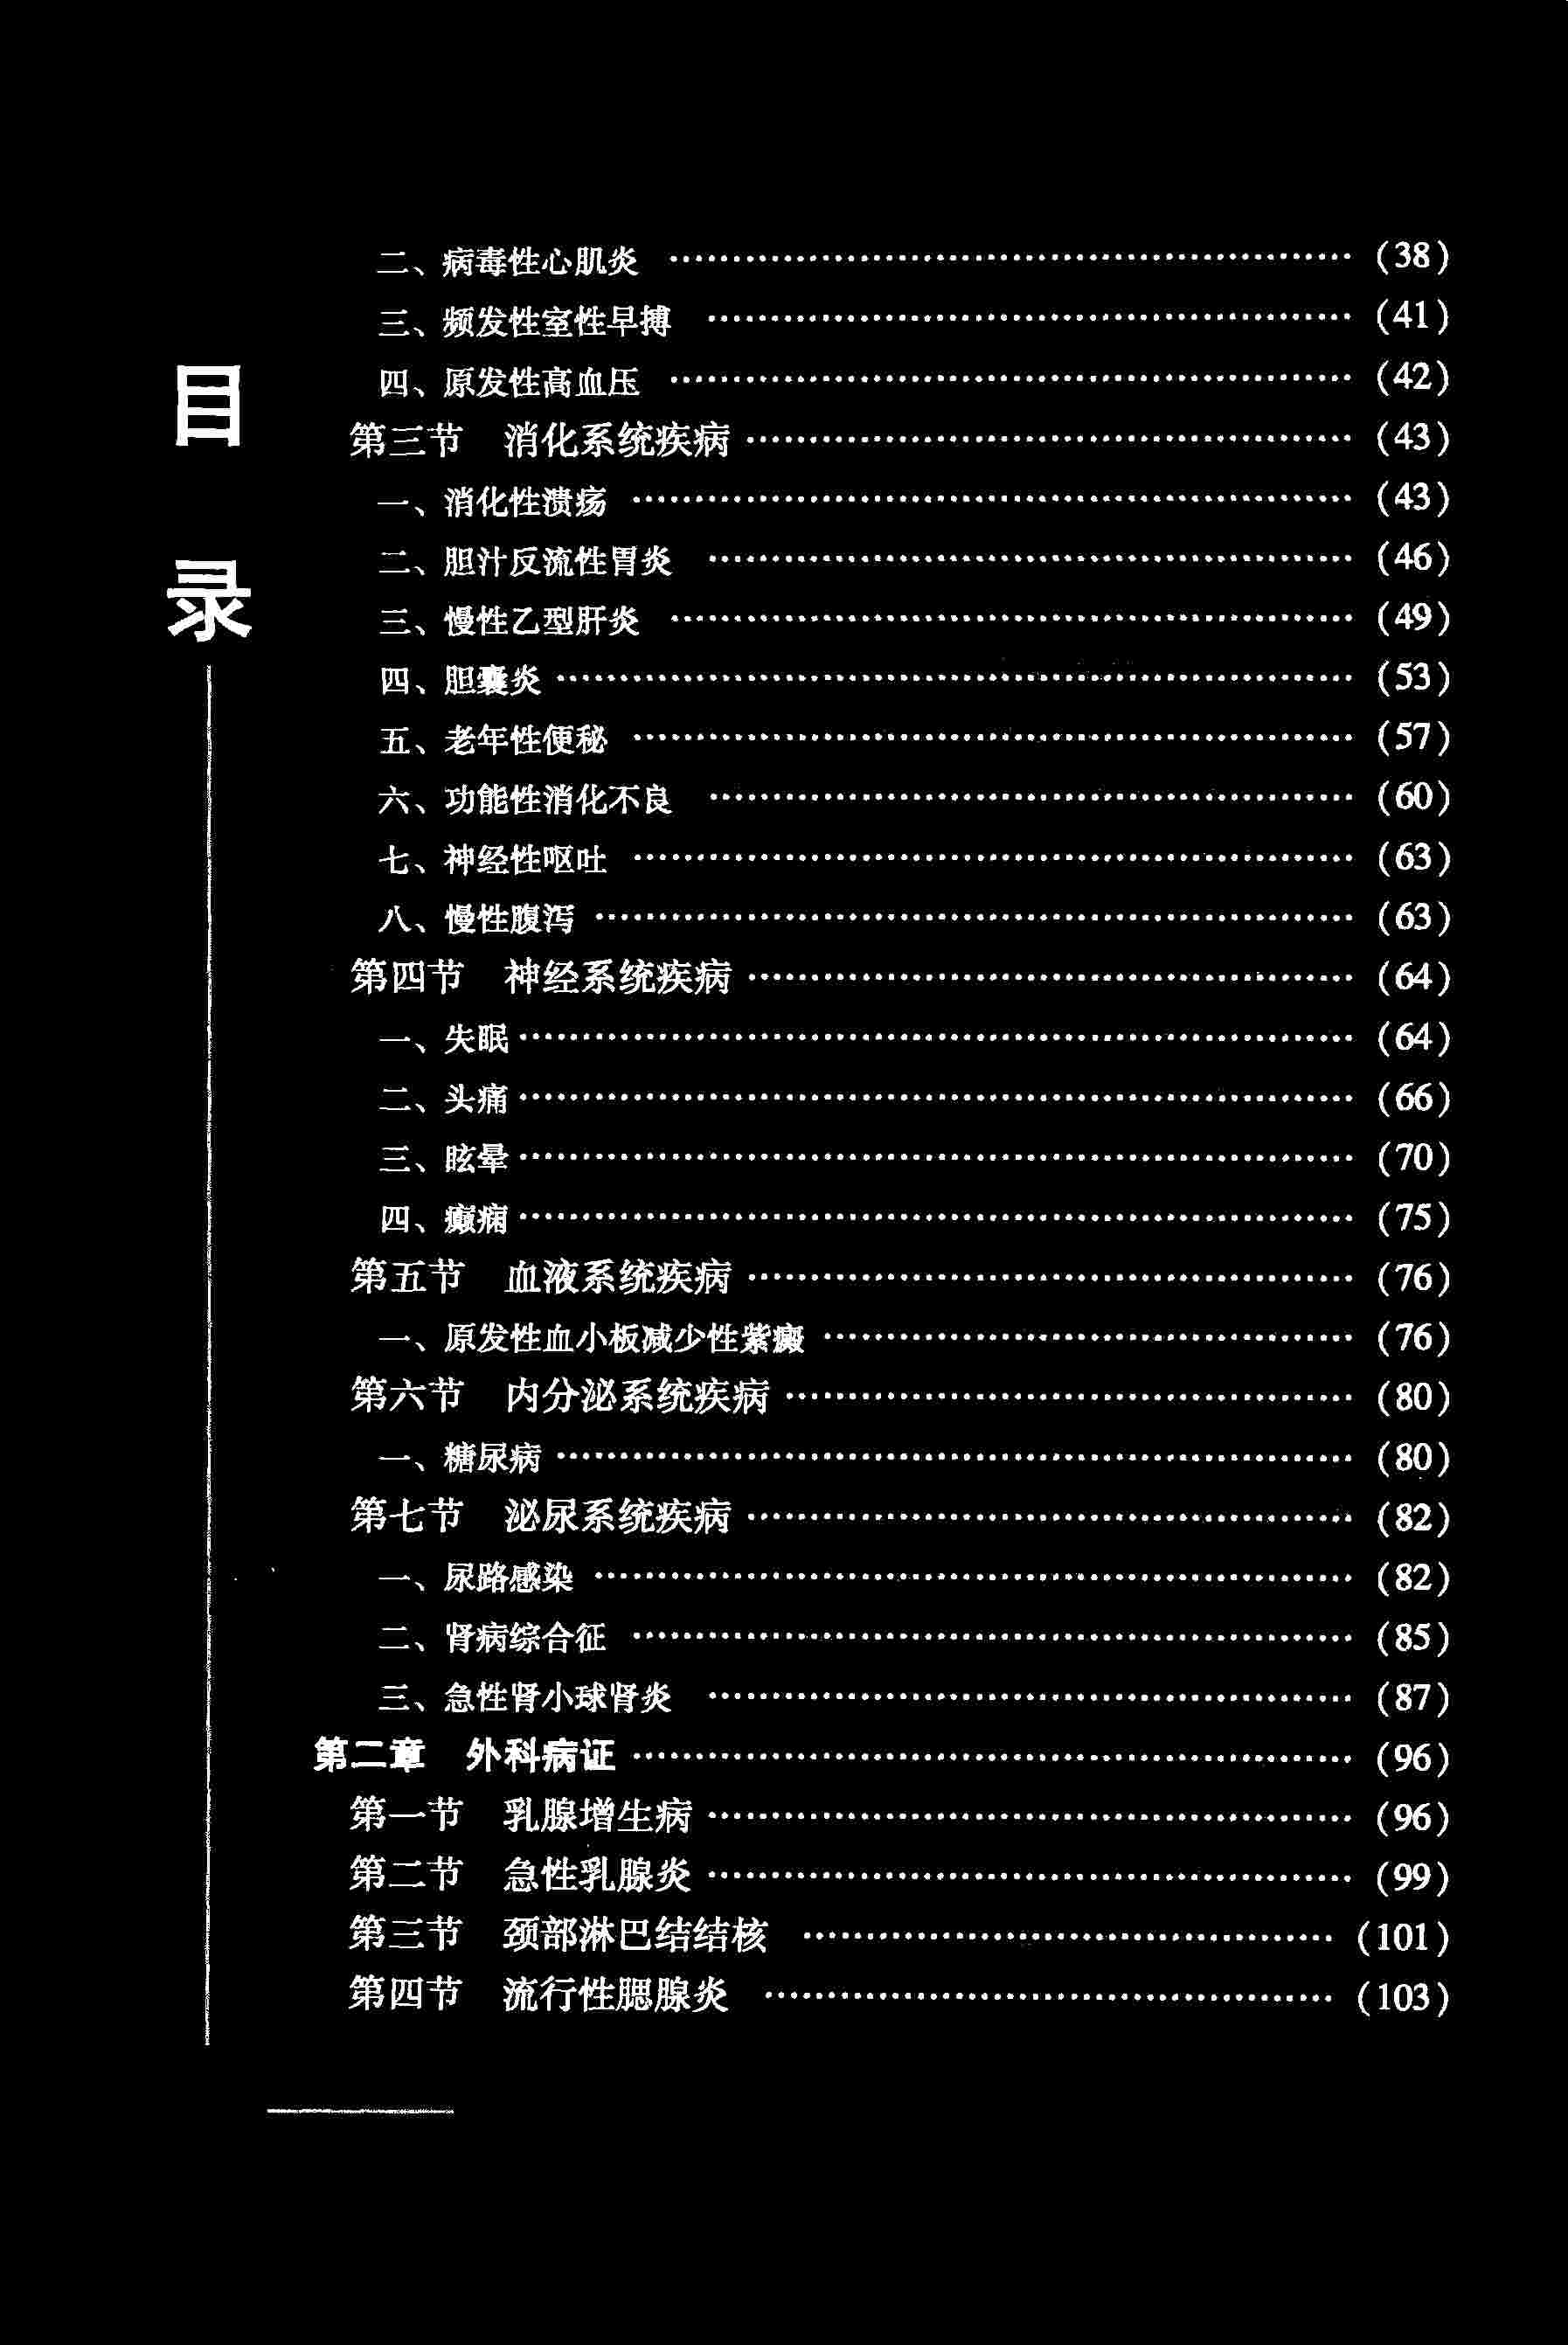 目录
二、病毒性心肌炎 …………………………………………… (38)
三、频发性室性早搏 ………………………………………… (41)
四、原发性高血压 …………………………………………… (42)
第三节 消化系统疾病 ……………………………………… (43)
一、消化性溃疡 ……………………………………………… (43)
二、胆汁反流性胃炎 ………………………………………… (46)
三、慢性乙型肝炎 …………………………………………… (49)
四、胆囊炎 …………………………………………………… (53)
五、老年性便秘 ……………………………………………… (57)
六、功能性消化不良 ………………………………………… (60)
七、神经性呕吐 ……………………………………………… (63)
八、慢性腹泻 ………………………………………………… (63)
第四节 神经系统疾病 ……………………………………… (64)
一、失眠 ……………………………………………………… (64)
二、头痛 ……………………………………………………… (66)
三、眩晕 ……………………………………………………… (70)
四、癫痫 ……………………………………………………… (75)
第五节 血液系统疾病 ……………………………………… (76)
一、原发性血小板减少性紫癜 ……………………………… (76)
第六节 内分泌系统疾病 …………………………………… (80)
一、糖尿病 …………………………………………………… (80)
第七节 泌尿系统疾病 ……………………………………… (82)
一、尿路感染 ………………………………………………… (82)
二、肾病综合征 ……………………………………………… (85)
三、急性肾小球肾炎 ………………………………………… (87)
第二章 外科病证 …………………………………………… (96)
第一节 乳腺增生病 ………………………………………… (96)
第二节 急性乳腺炎 ………………………………………… (99)
第三节 颈部淋巴结结核 ………………………………… (101)
第四节 流行性腮腺炎 …………………………………… (103)